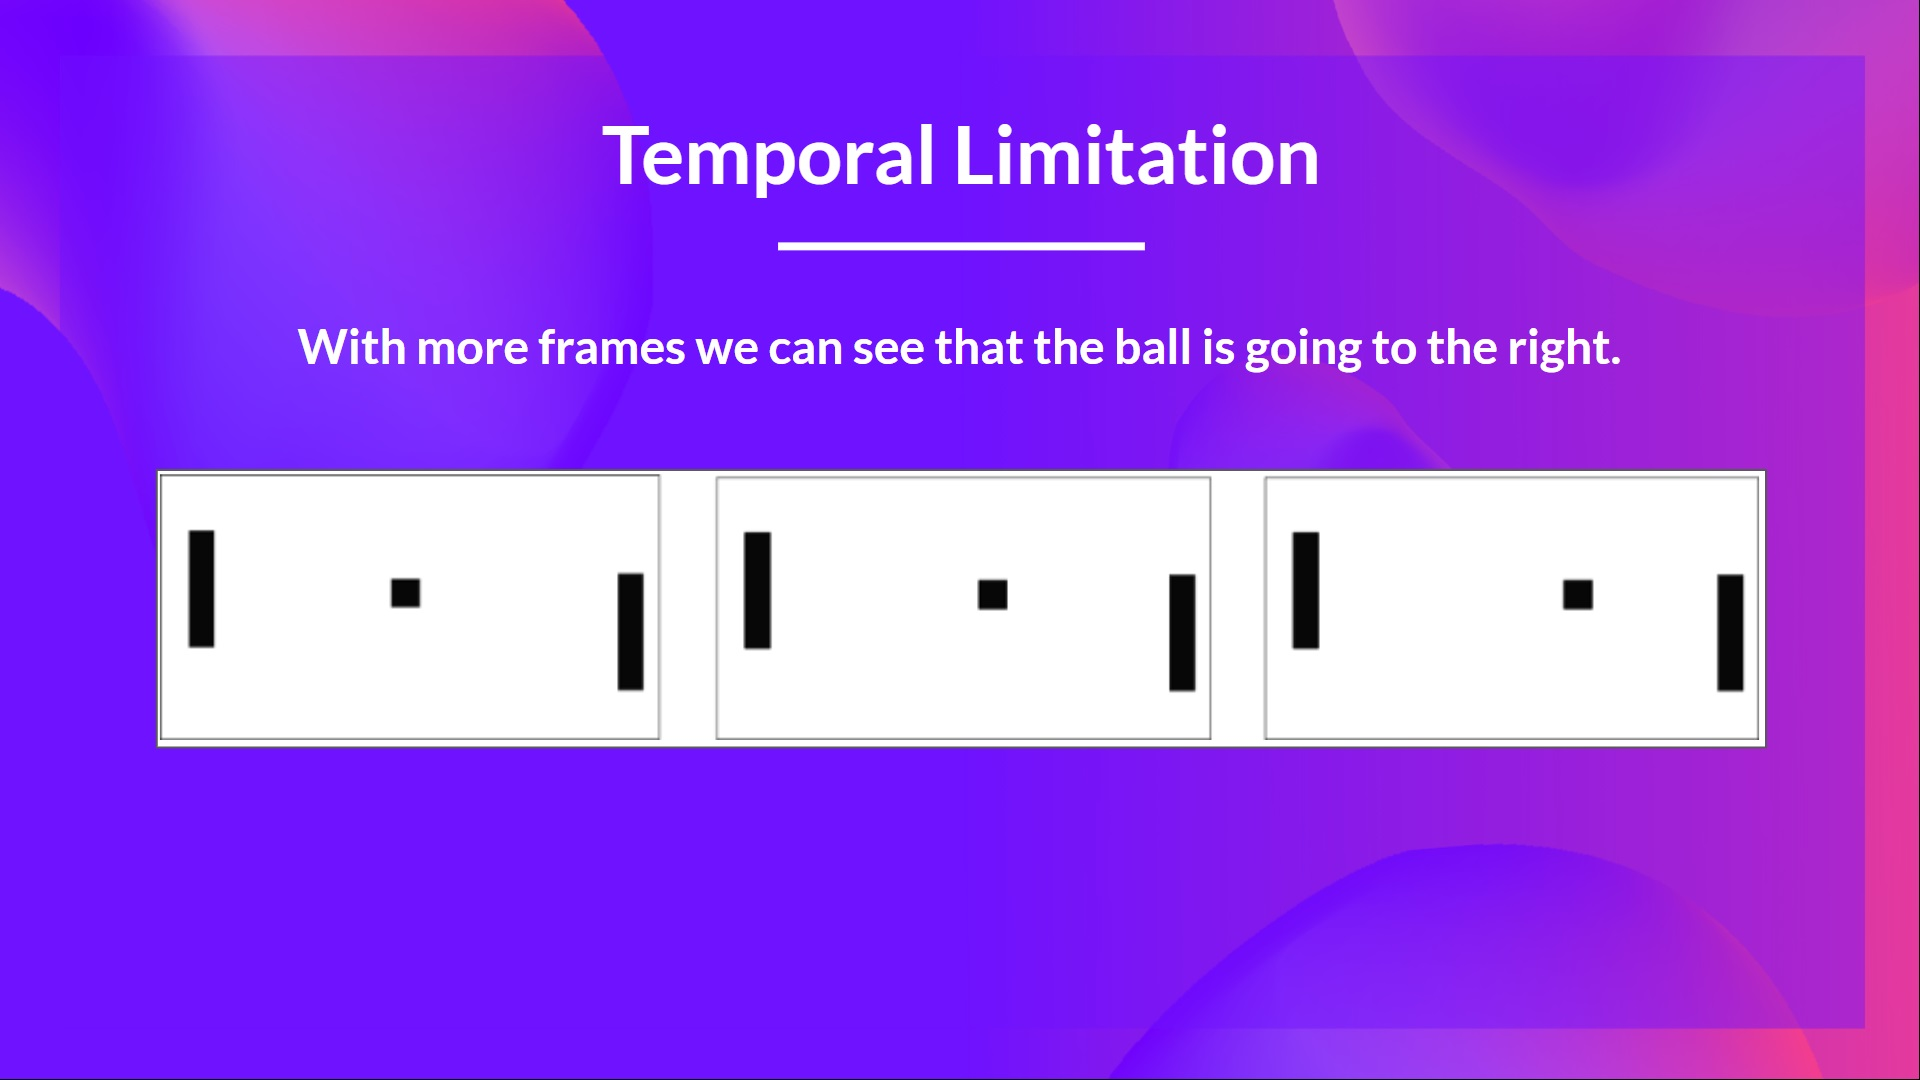 Temporal Limitation
With more frames we can see that the ball is going to the right.